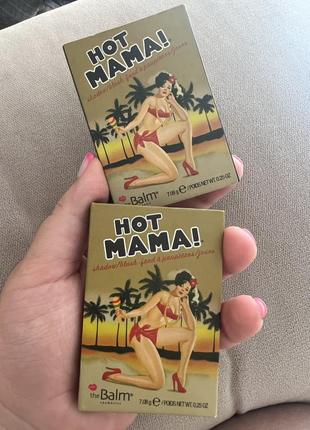 HOT
MAMA!
shadow/blush·fard à paupières/joues
theBalm®
7.08 g ℮ /POIDS NET WT. 0.25 OZ
HOT
MAMA!
shadow/blush·fard à paupières/joues
theBalm®
COSMETICS
7.08 g ℮ /POIDS NET WT. 0.25 OZ